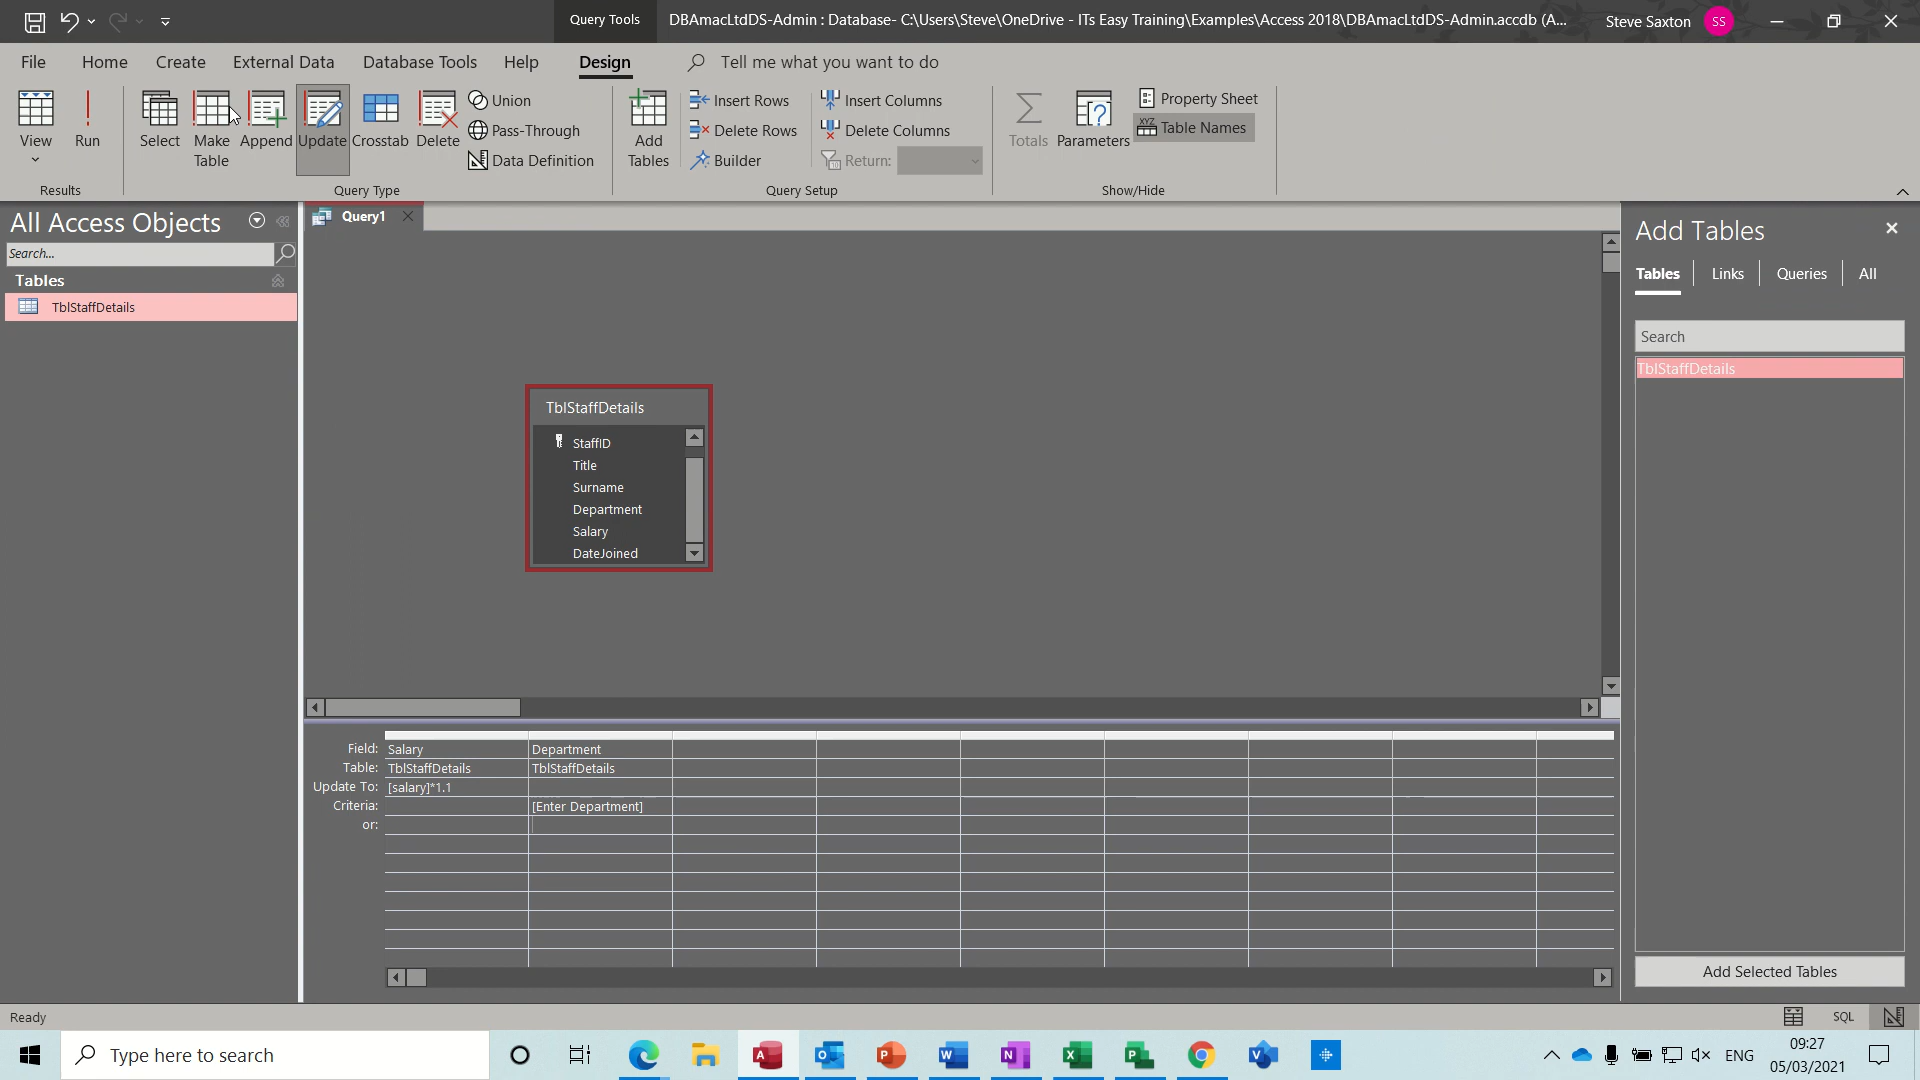 Query Tools
DBAmacLtdDS-Admin : Database- C:\Users\Steve\OneDrive - ITs Easy Training\Examples\Access 2018\DBAmacLtdDS-Admin.accdb (A...
Steve Saxton
SS
File Home Create External Data Database Tools Help Design Tell me what you want to do
View
Run
Select
Make Table
Append
Update
Crosstab
Delete
Union
Pass-Through
Data Definition
Add Tables
Insert Rows
Delete Rows
Builder
Insert Columns
Delete Columns
Return:
Totals
Parameters
Property Sheet
XYZ Table Names
Results
Query Type
Query Setup
Show/Hide
All Access Objects
Search...
Tables
TblStaffDetails
Query1
TblStaffDetails
StaffID
Title
Surname
Department
Salary
DateJoined
Field: Salary Department
Table: TblStaffDetails TblStaffDetails
Update To: [salary]*1.1
Criteria: [Enter Department]
or:
Add Tables
Tables Links Queries All
Search
TblStaffDetails
Add Selected Tables
Ready
SQL
Type here to search
ENG
09:27
05/03/2021